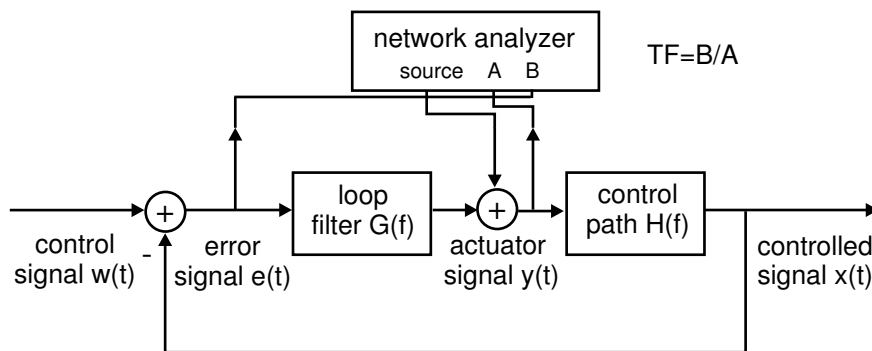 network analyzer
source A B
TF=B/A
+
loop
filter G(f)
+
control
path H(f)
control
signal w(t)
-
error
signal e(t)
actuator
signal y(t)
controlled
signal x(t)